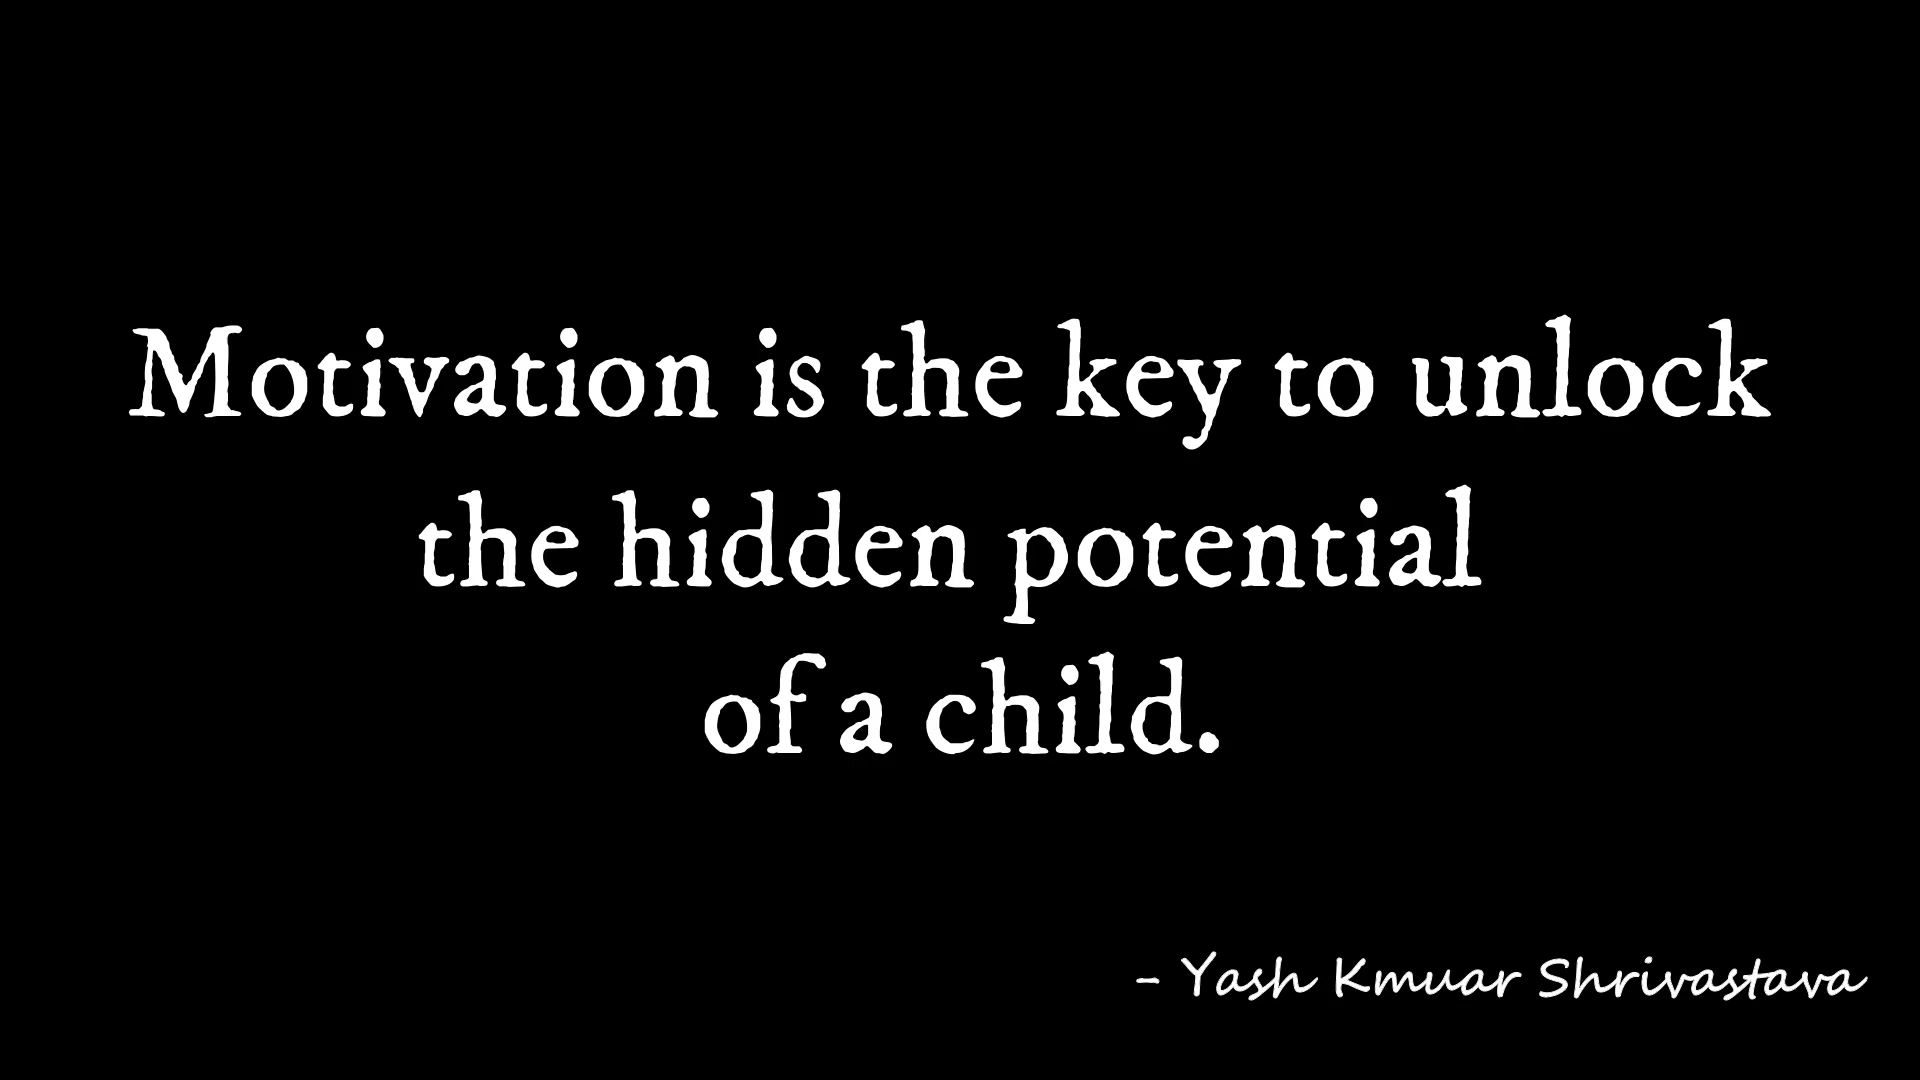 Motivation is the key to unlock
the hidden potential
of a child.
- Yash Kmuar Shrivastava